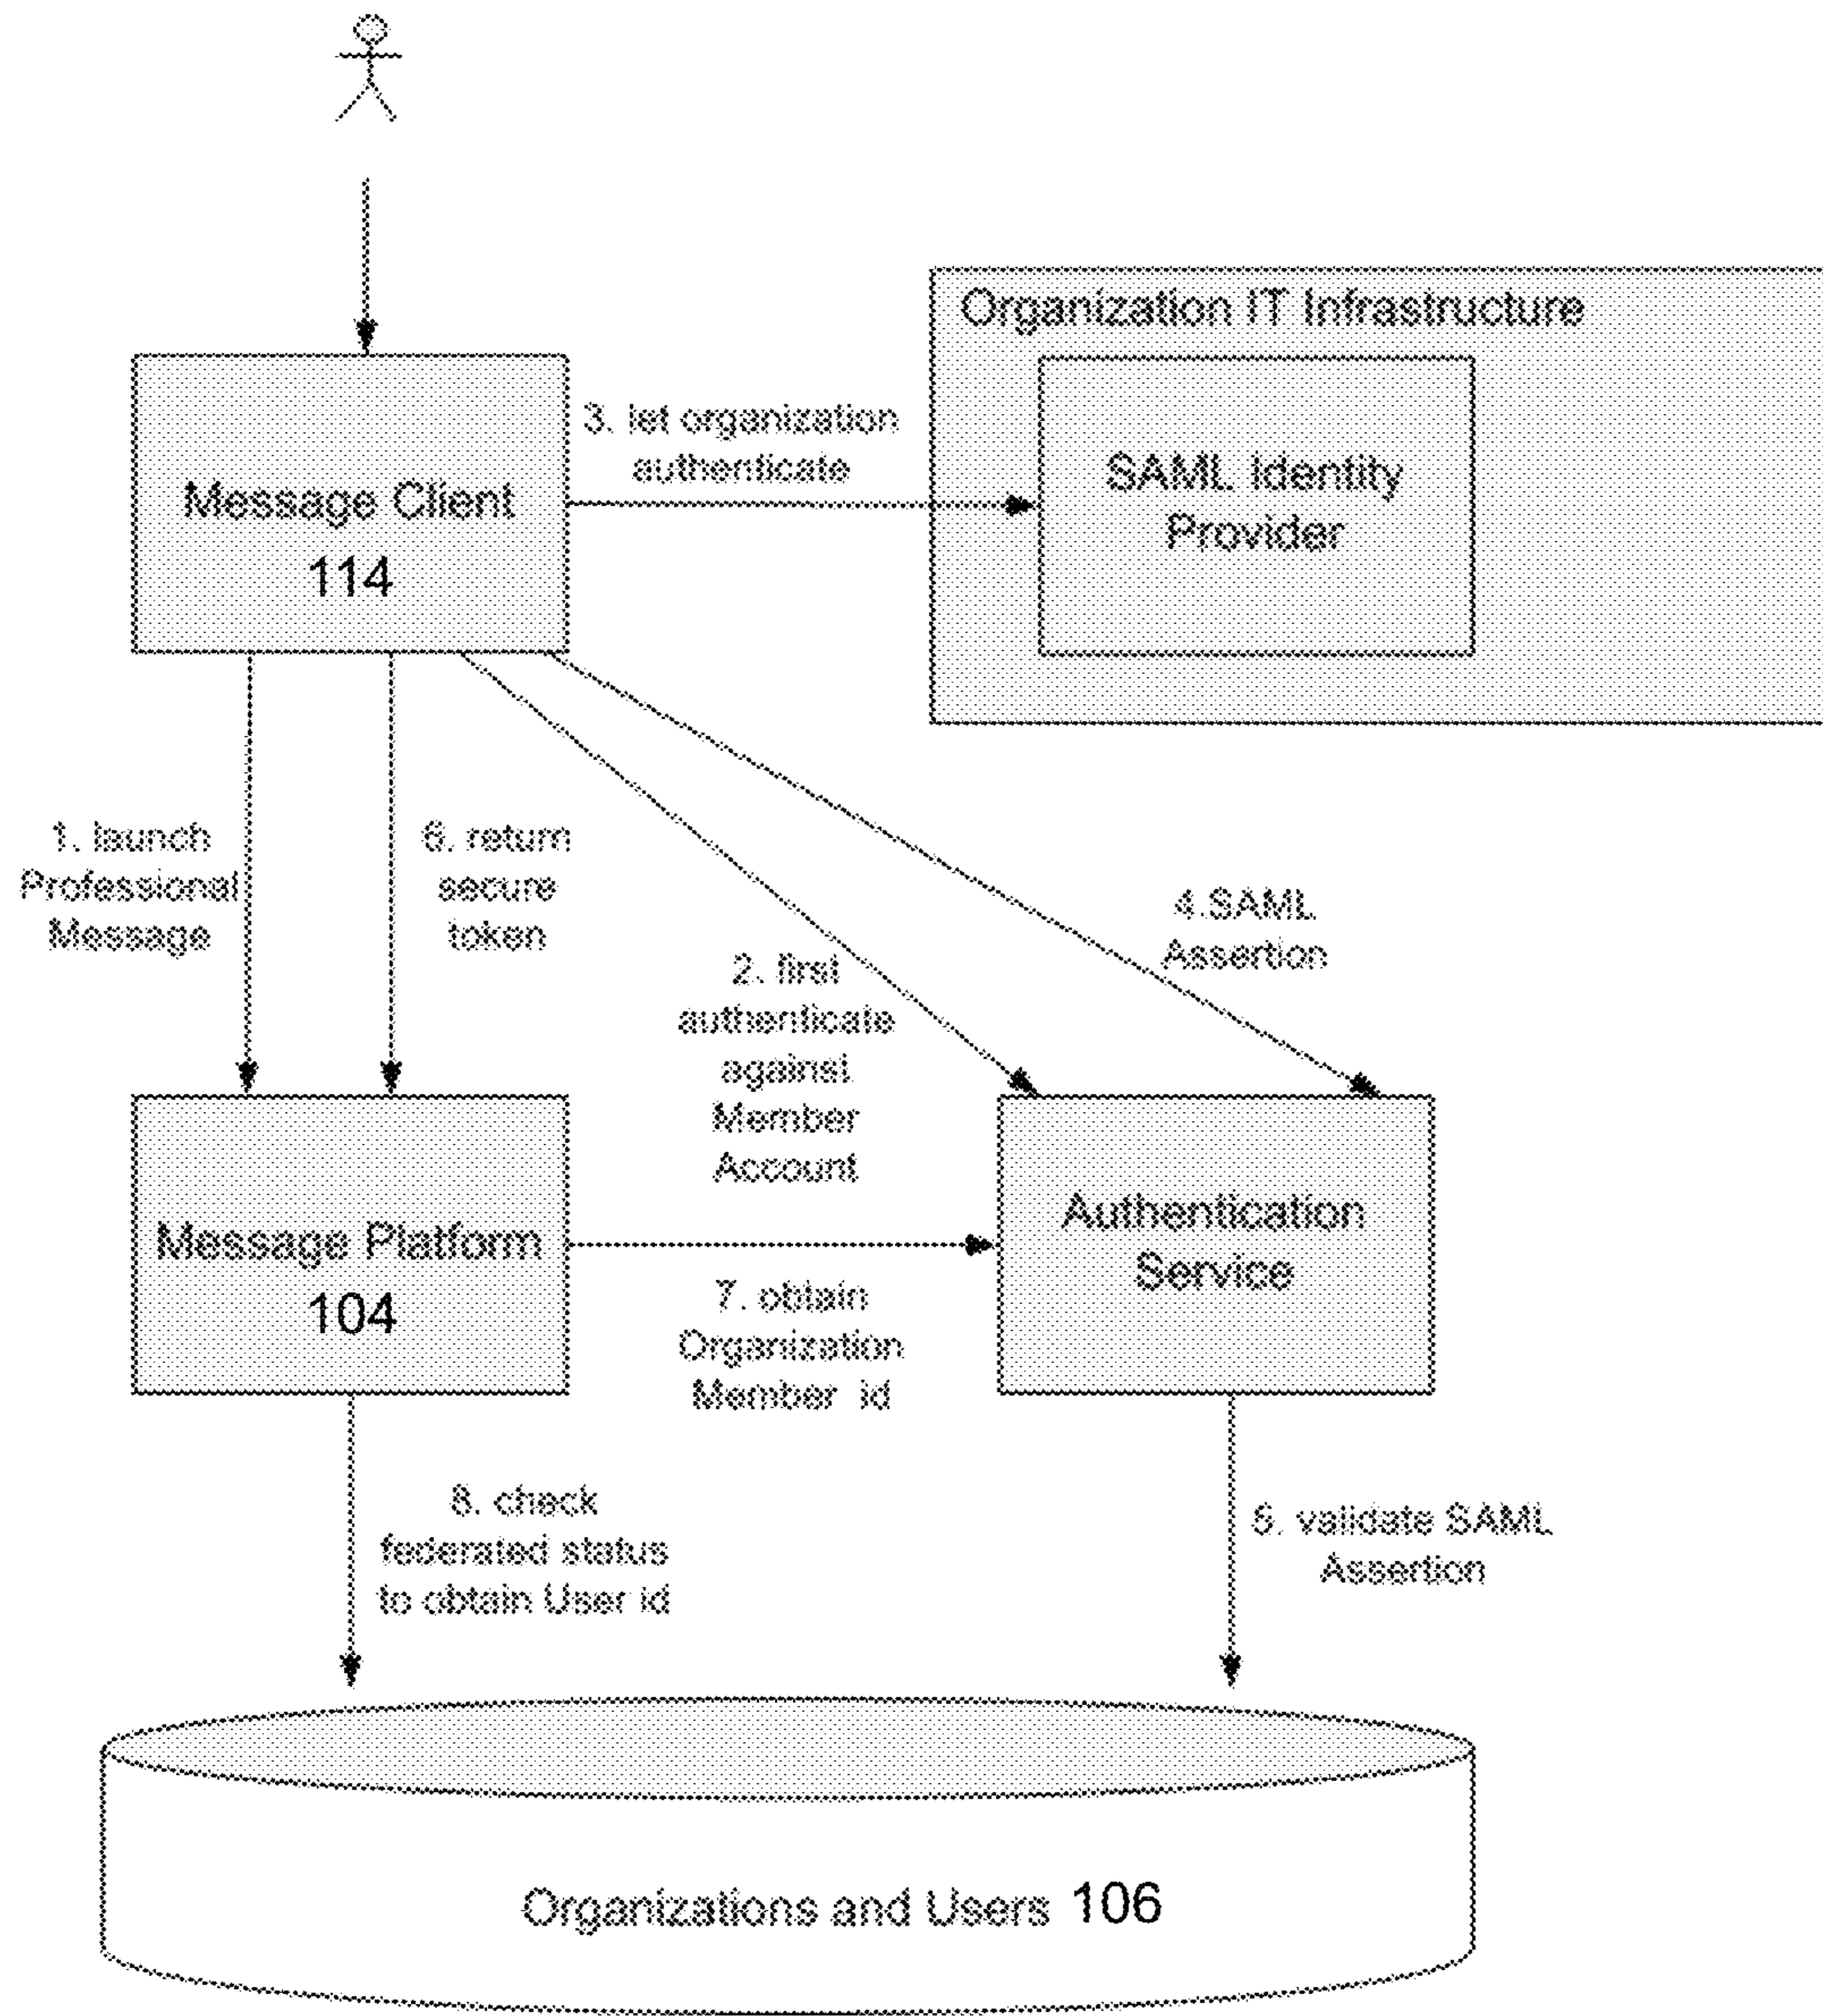 Organization IT Infrastructure
3. let organization
authenticate
SAML Identity
Provider
Message Client
114
1. launch
Professional
Message
6. return
secure
token
4.SAML
Assertion
2. first
authenticate
against
Member
Account
Message Platform
104
Authentication
Service
7. obtain
Organization
Member id
8. check
federated status
to obtain User id
5. validate SAML
Assertion
Organizations and Users 106